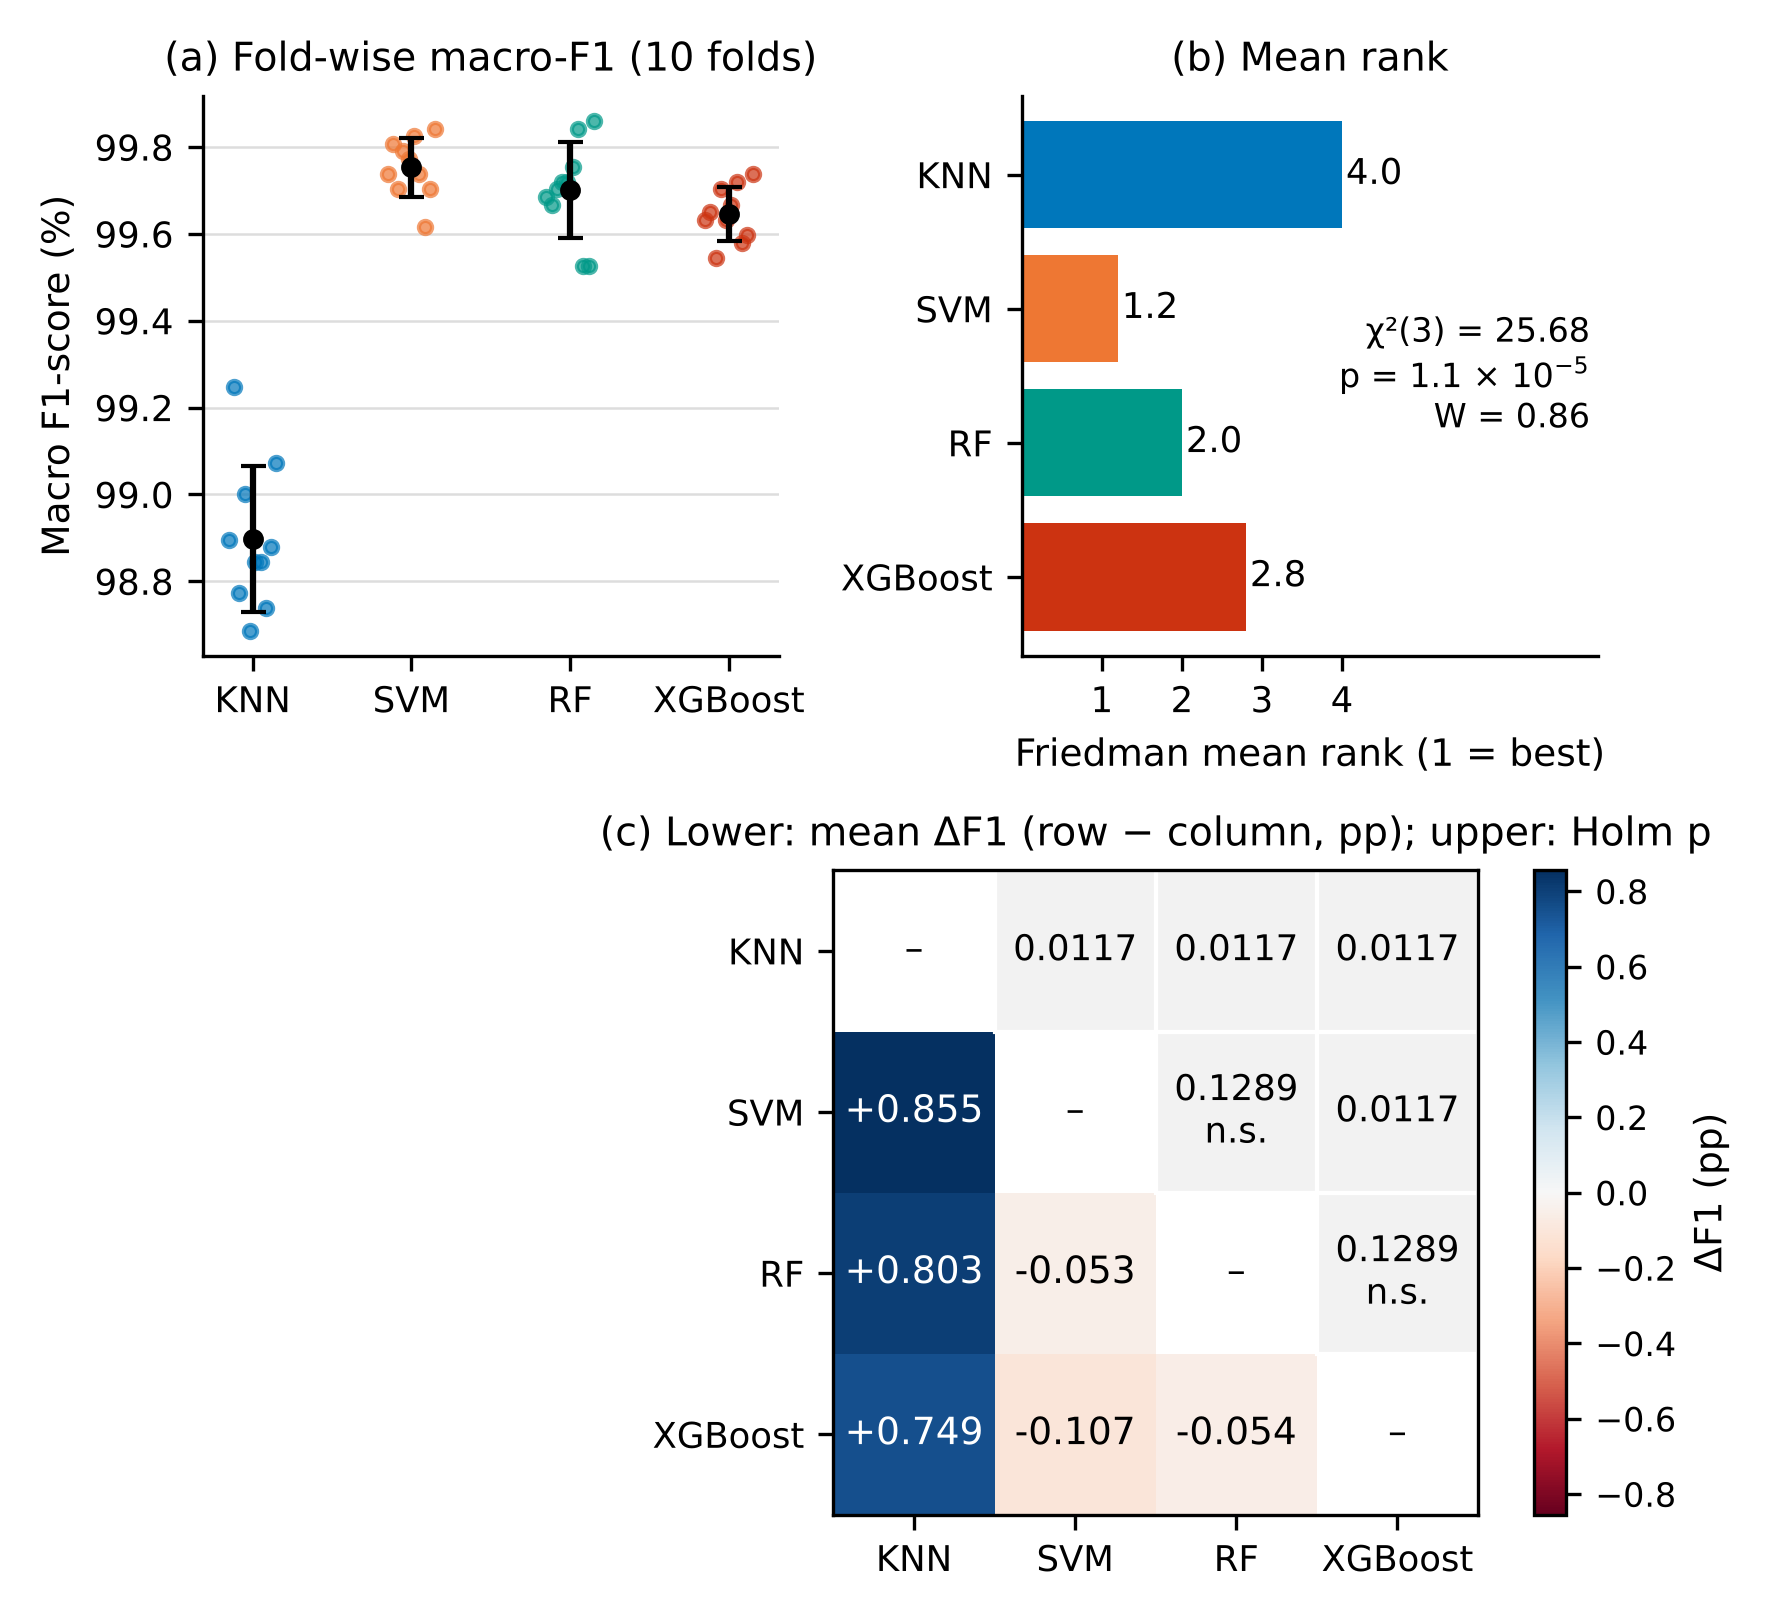 (a) Fold-wise macro-F1 (10 folds)
Macro F1-score (%)
99.8
99.6
99.4
99.2
99.0
98.8
KNN SVM RF XGBoost
(b) Mean rank
KNN 4.0
SVM 1.2
RF 2.0
XGBoost 2.8
χ²(3) = 25.68
p = 1.1 × 10⁻⁵
W = 0.86
1 2 3 4
Friedman mean rank (1 = best)
(c) Lower: mean ΔF1 (row − column, pp); upper: Holm p
KNN – 0.0117 0.0117 0.0117
SVM +0.855 – 0.1289 n.s. 0.0117
RF +0.803 -0.053 – 0.1289 n.s.
XGBoost +0.749 -0.107 -0.054 –
KNN SVM RF XGBoost
0.8
0.6
0.4
0.2
0.0
−0.2
−0.4
−0.6
−0.8
ΔF1 (pp)